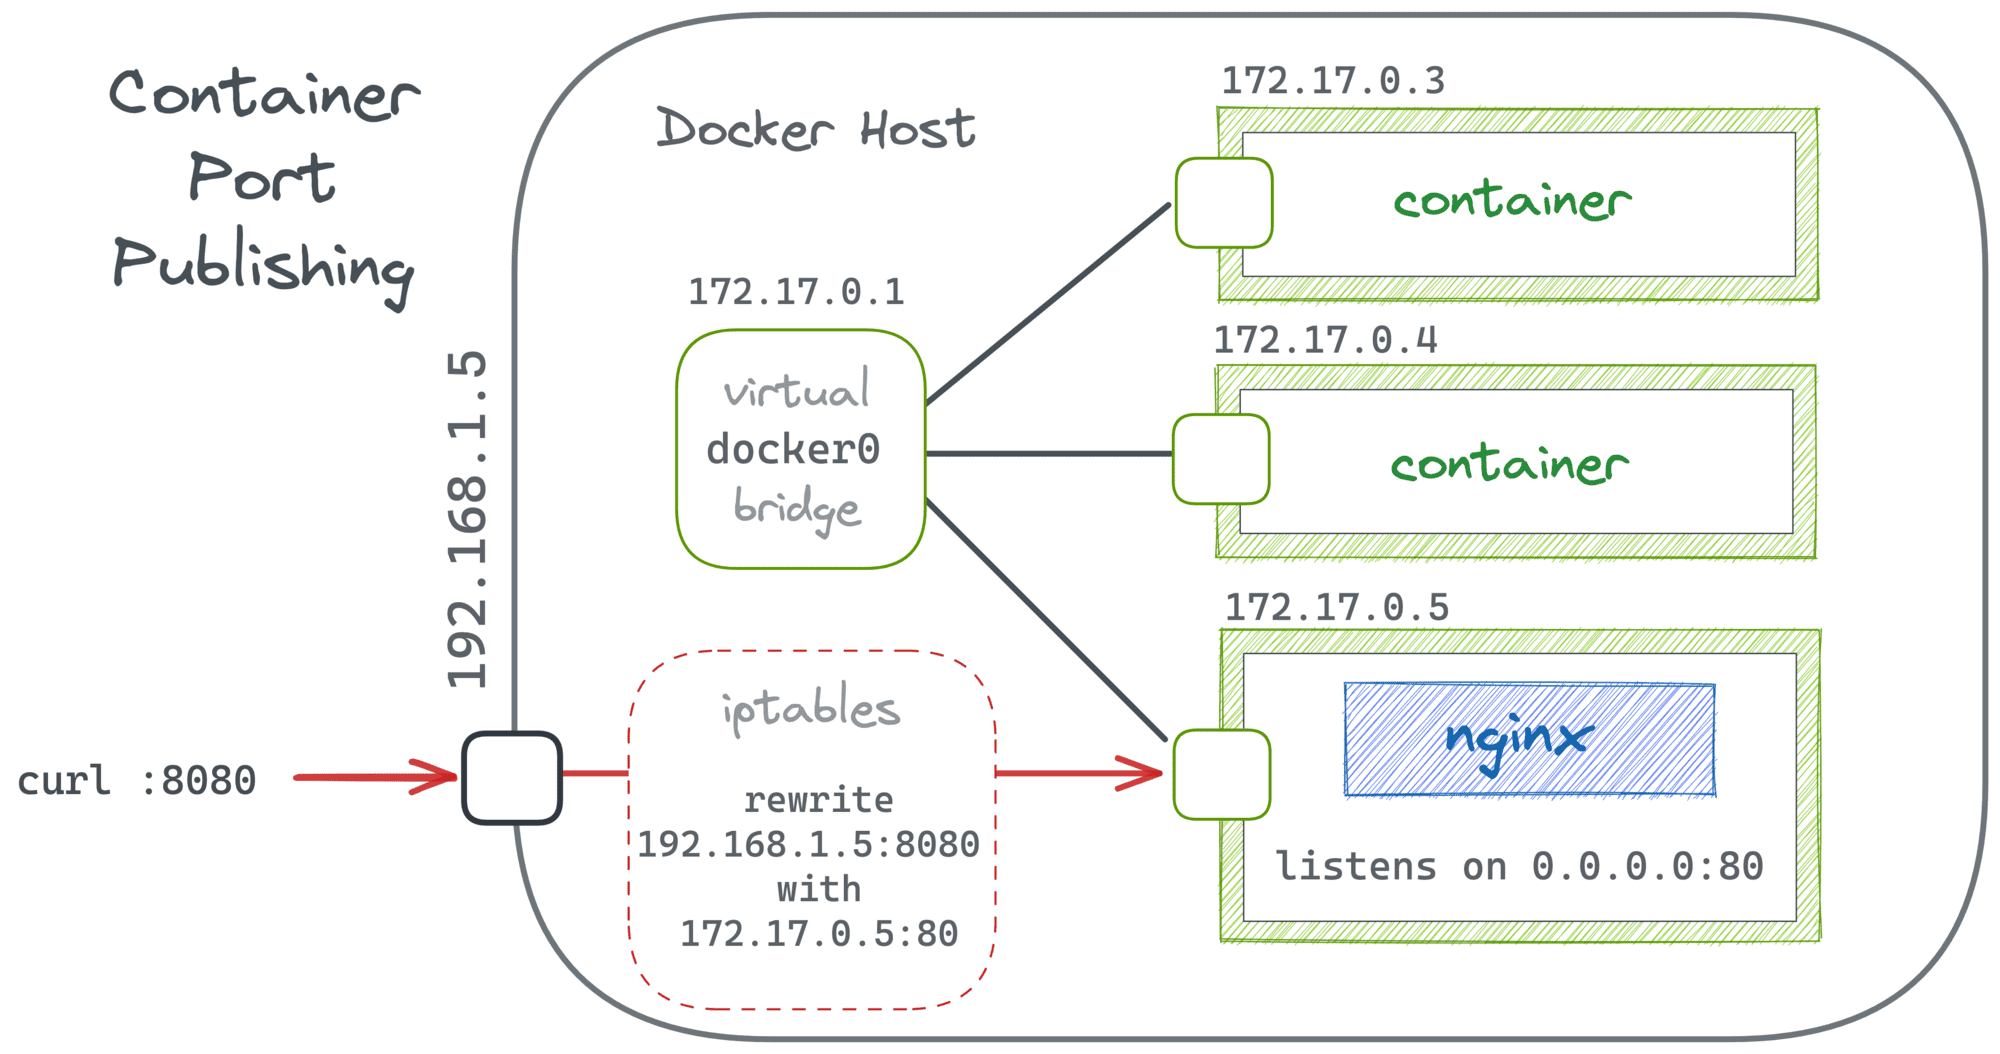 Container
Port
Publishing
Docker Host
192.168.1.5
curl :8080
172.17.0.1
virtual
docker0
bridge
iptables
rewrite
192.168.1.5:8080
with
172.17.0.5:80
172.17.0.3
container
172.17.0.4
container
172.17.0.5
nginx
listens on 0.0.0.0:80